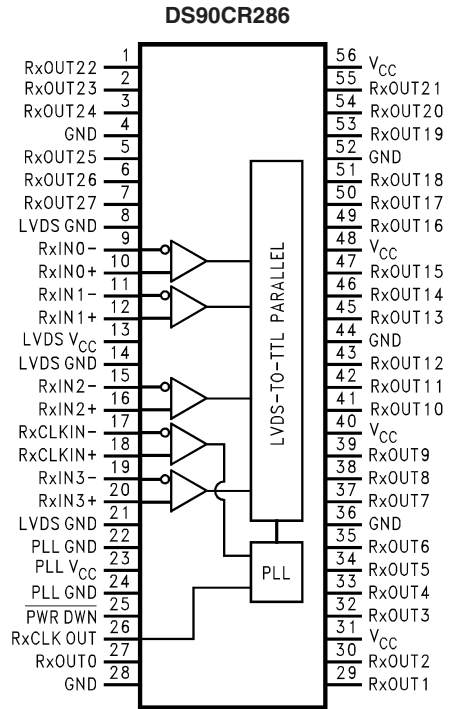 DS90CR286
RxOUT22 1
RxOUT23 2
RxOUT24 3
GND 4
RxOUT25 5
RxOUT26 6
RxOUT27 7
LVDS GND 8
RxIN0- 9
RxIN0+ 10
RxIN1- 11
RxIN1+ 12
LVDS VCC 13
LVDS GND 14
RxIN2- 15
RxIN2+ 16
RxCLKIN- 17
RxCLKIN+ 18
RxIN3- 19
RxIN3+ 20
LVDS GND 21
PLL GND 22
PLL VCC 23
PLL GND 24
PWR DWN 25
RxCLK OUT 26
RxOUT0 27
GND 28
LVDS-TO-TTL PARALLEL
PLL
56 VCC
55 RxOUT21
54 RxOUT20
53 RxOUT19
52 GND
51 RxOUT18
50 RxOUT17
49 RxOUT16
48 VCC
47 RxOUT15
46 RxOUT14
45 RxOUT13
44 GND
43 RxOUT12
42 RxOUT11
41 RxOUT10
40 VCC
39 RxOUT9
38 RxOUT8
37 RxOUT7
36 GND
35 RxOUT6
34 RxOUT5
33 RxOUT4
32 RxOUT3
31 VCC
30 RxOUT2
29 RxOUT1